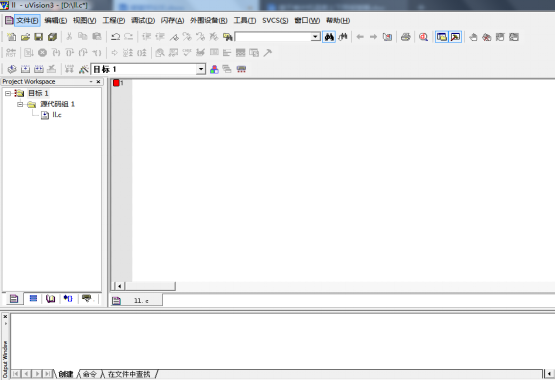 ll - uVision3 - [D:\ll.c*]
文件(F) 编辑(E) 视图(V) 工程(P) 调试(D) 闪存(A) 外围设备(R) 工具(T) SVCS(S) 窗口(W) 帮助(H)
目标 1
Project Workspace
目标 1
源代码组 1
ll.c
1
ll.c
Output Window
创建 命令 在文件中查找